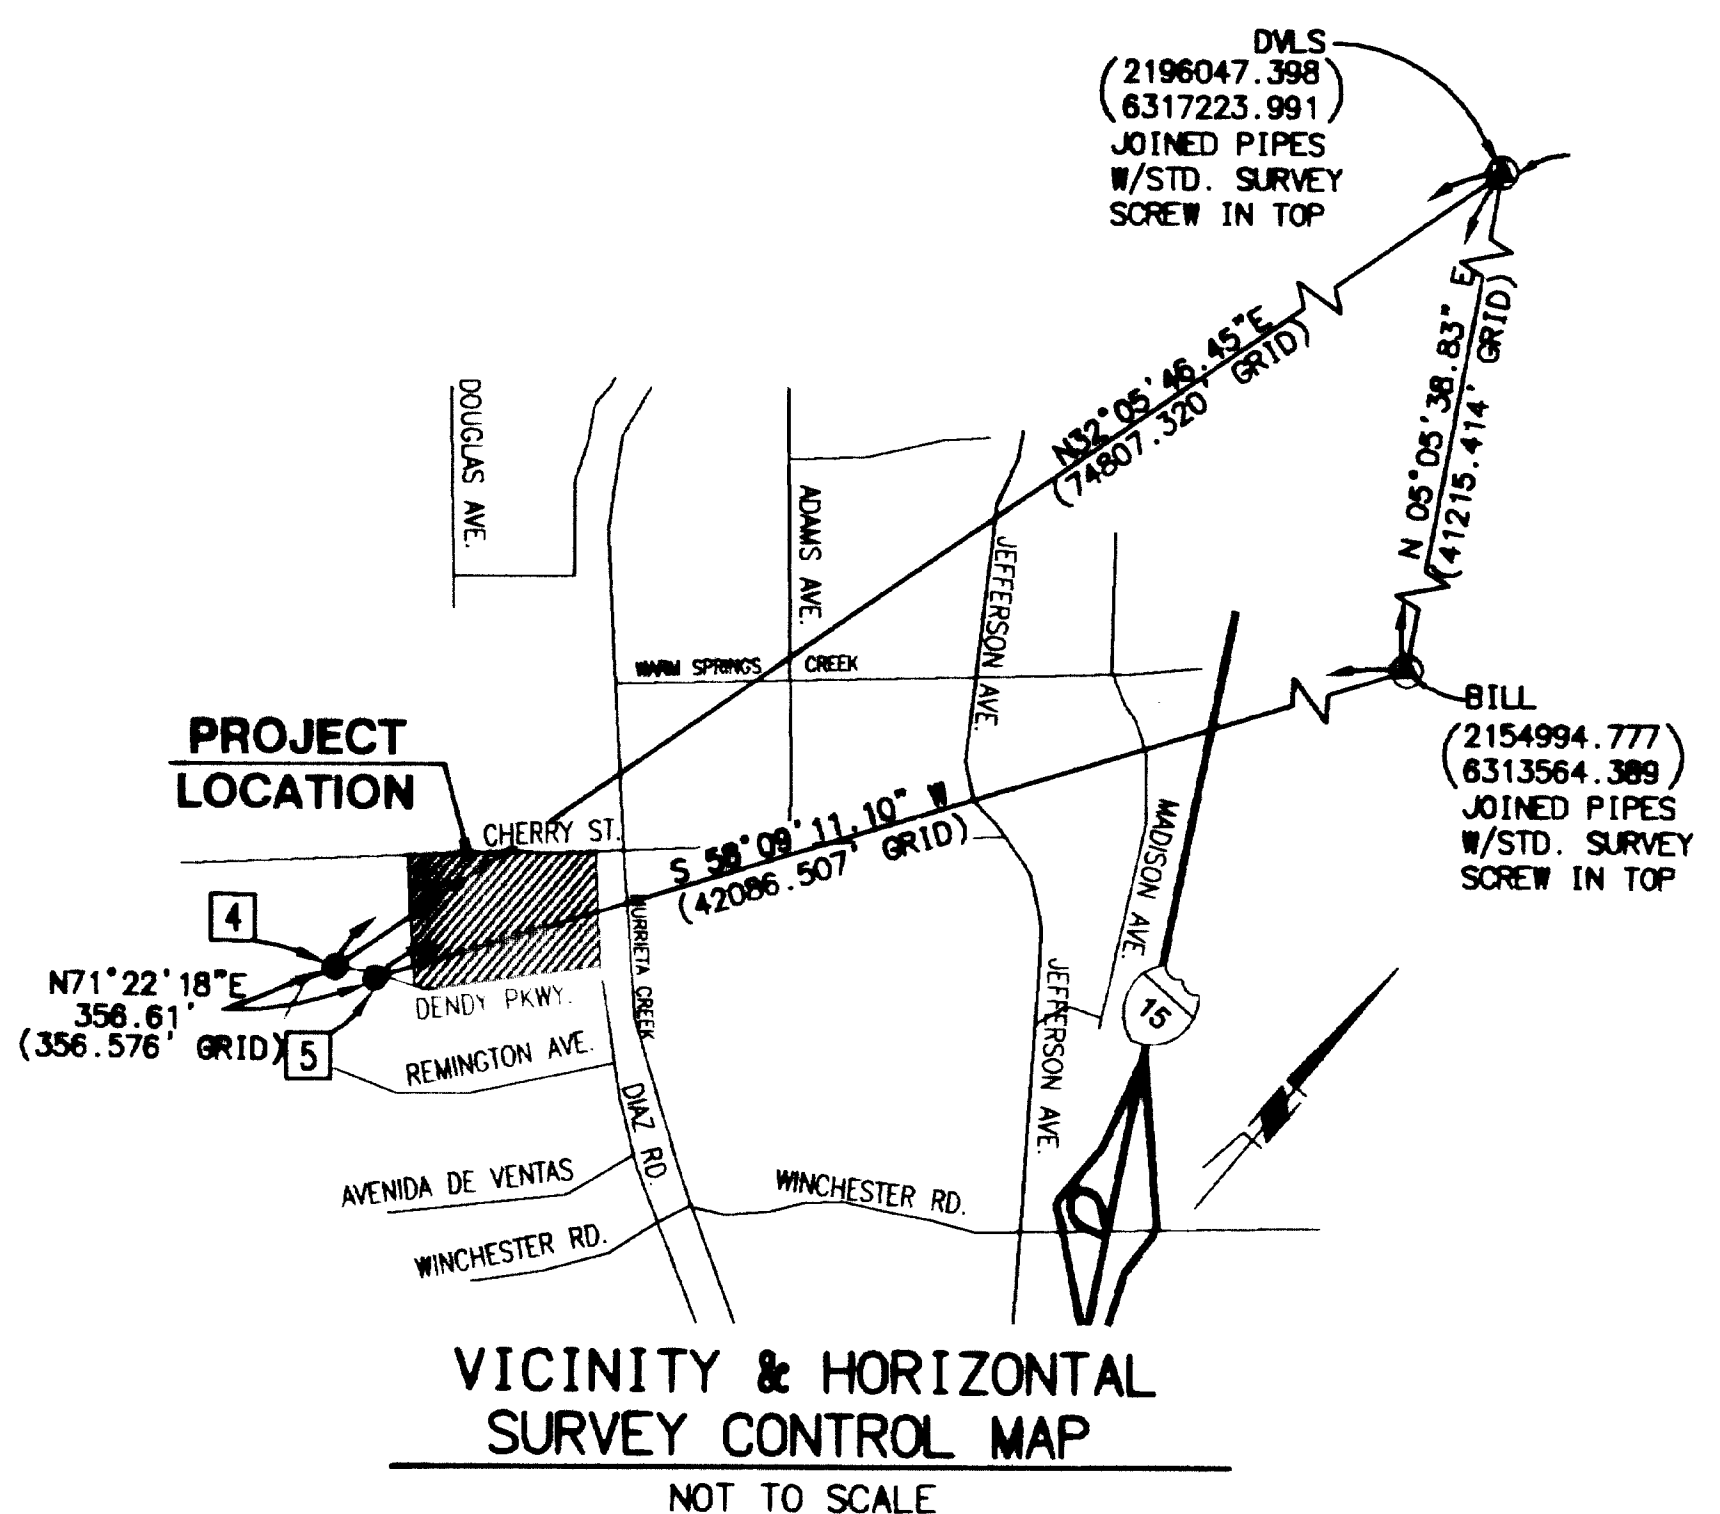 DVLS
(2196047.398
6317223.991)
JOINED PIPES
W/STD. SURVEY
SCREW IN TOP
N32°05'46.45"E
(74807.320' GRID)
N 05°05'38.83" E
(41215.414' GRID)
DOUGLAS AVE.
ADAMS AVE.
JEFFERSON AVE.
WARM SPRINGS CREEK
BILL
(2154994.777
6313564.389)
JOINED PIPES
W/STD. SURVEY
SCREW IN TOP
PROJECT
LOCATION
CHERRY ST.
S 58°09'11.10" W
(42086.507' GRID)
MADISON AVE.
4
N71°22'18"E
356.61'
(356.576' GRID)
5
DENDY PKWY.
MURRIETA CREEK
REMINGTON AVE.
DIAZ RD.
JEFFERSON AVE.
15
AVENIDA DE VENTAS
WINCHESTER RD.
WINCHESTER RD.
VICINITY & HORIZONTAL
SURVEY CONTROL MAP
NOT TO SCALE